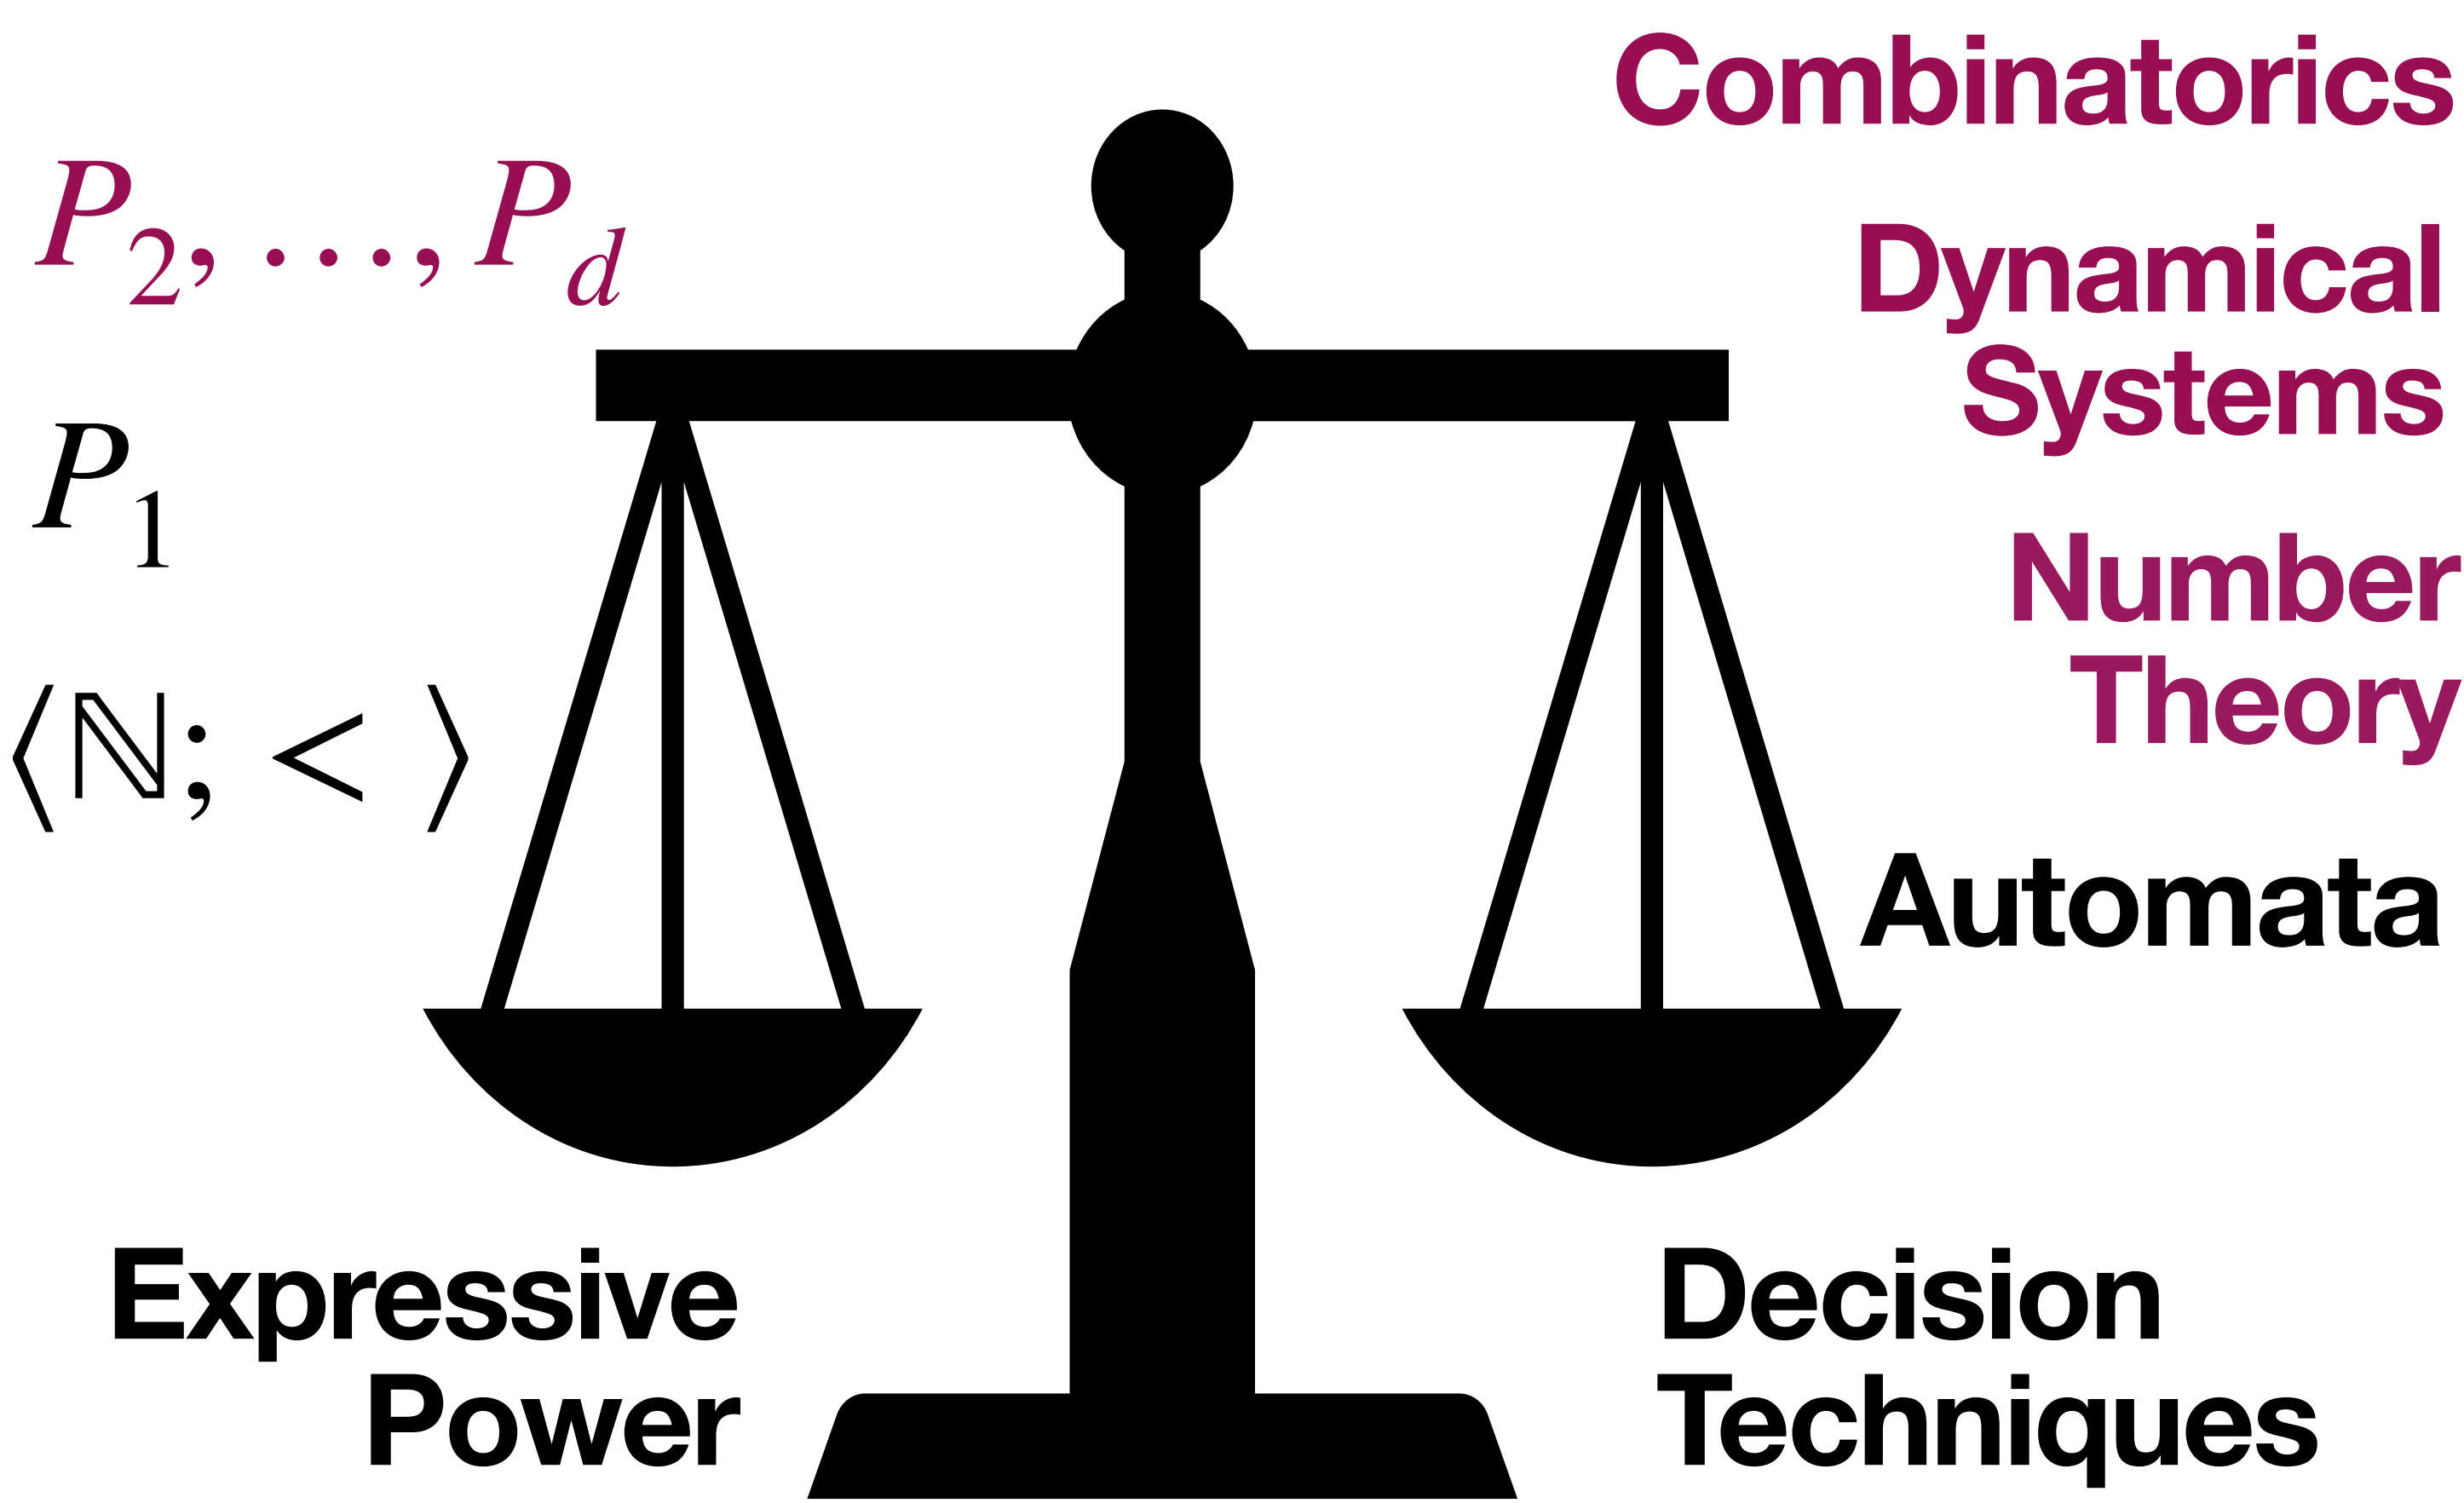 P₂, …, P_d
P₁
⟨ℕ; < ⟩
Expressive
Power
Combinatorics
Dynamical
Systems
Number
Theory
Automata
Decision
Techniques